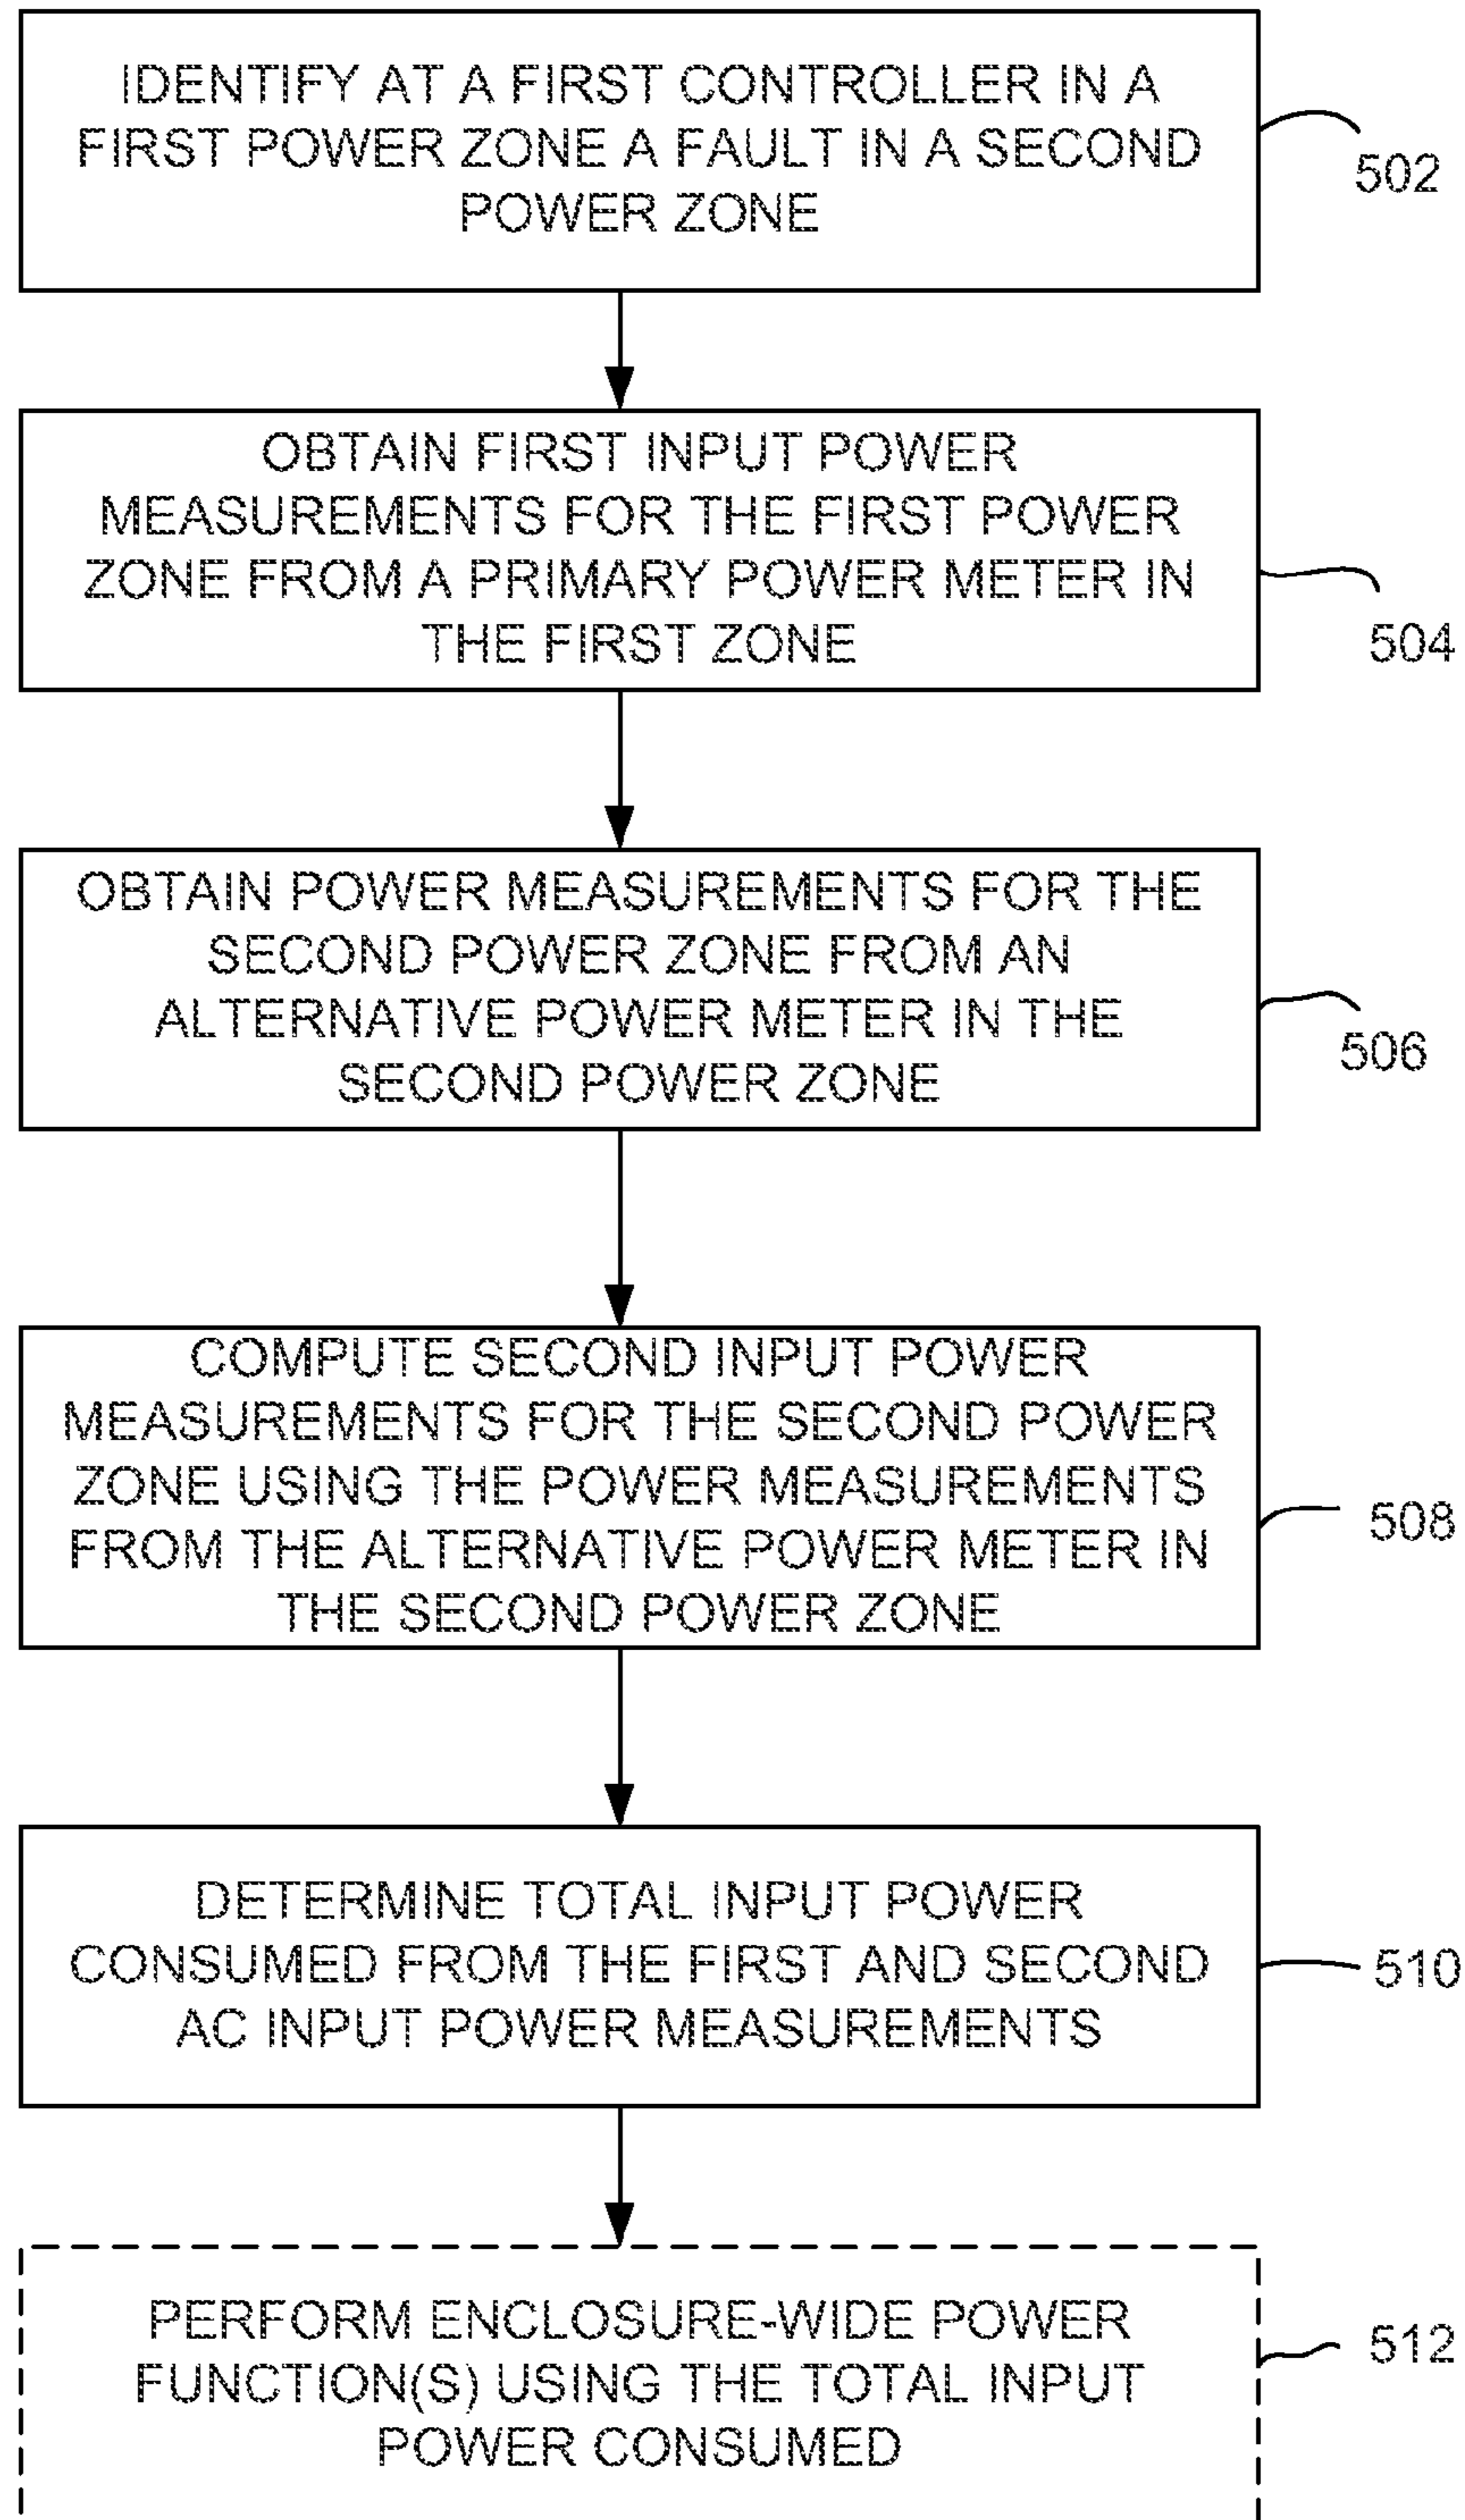 IDENTIFY AT A FIRST CONTROLLER IN A
FIRST POWER ZONE A FAULT IN A SECOND
POWER ZONE
502
OBTAIN FIRST INPUT POWER
MEASUREMENTS FOR THE FIRST POWER
ZONE FROM A PRIMARY POWER METER IN
THE FIRST ZONE
504
OBTAIN POWER MEASUREMENTS FOR THE
SECOND POWER ZONE FROM AN
ALTERNATIVE POWER METER IN THE
SECOND POWER ZONE
506
COMPUTE SECOND INPUT POWER
MEASUREMENTS FOR THE SECOND POWER
ZONE USING THE POWER MEASUREMENTS
FROM THE ALTERNATIVE POWER METER IN
THE SECOND POWER ZONE
508
DETERMINE TOTAL INPUT POWER
CONSUMED FROM THE FIRST AND SECOND
AC INPUT POWER MEASUREMENTS
510
PERFORM ENCLOSURE-WIDE POWER
FUNCTION(S) USING THE TOTAL INPUT
POWER CONSUMED
512